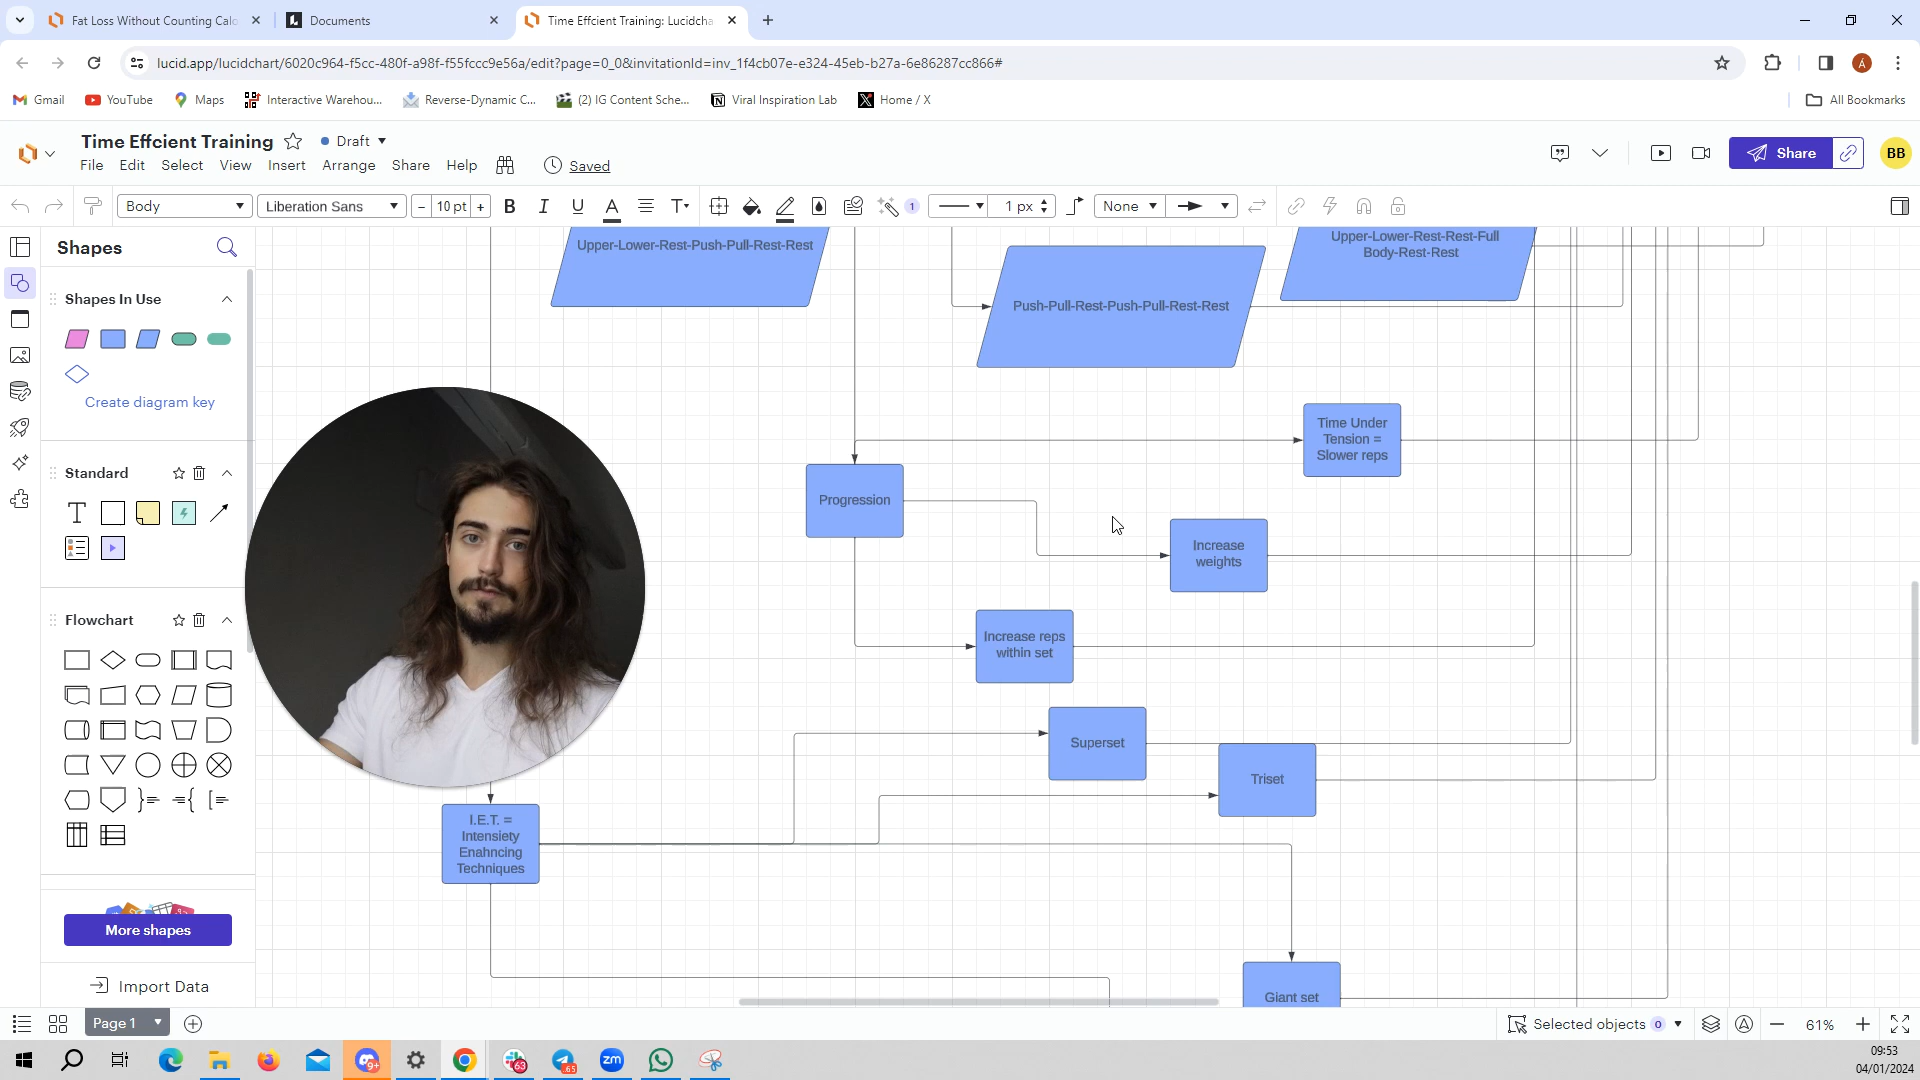 Fat Loss Without Counting Calo
Documents
Time Effcient Training: Lucidcha
lucid.app/lucidchart/6020c964-f5cc-480f-a98f-f55fccc9e56a/edit?page=0_0&invitationId=inv_1f4cb07e-e324-45eb-b27a-6e86287cc866#
Á
Gmail
YouTube
Maps
Interactive Warehou...
Reverse-Dynamic C...
(2) IG Content Sche...
Viral Inspiration Lab
Home / X
All Bookmarks
Time Effcient Training
Draft
File Edit Select View Insert Arrange Share Help
Saved
Share
BB
Body
Liberation Sans
- 10 pt +
B I U A T
1
1 px
None
Shapes
Shapes In Use
Create diagram key
Standard
T
Flowchart
More shapes
Import Data
Upper-Lower-Rest-Push-Pull-Rest-Rest
Push-Pull-Rest-Push-Pull-Rest-Rest
Upper-Lower-Rest-Rest-Full
Body-Rest-Rest
Time Under
Tension =
Slower reps
Progression
Increase
weights
Increase reps
within set
Superset
Triset
I.E.T. =
Intensiety
Enahncing
Techniques
Giant set
Page 1
Selected objects 0
61%
9+
63
.65
zm
09:53
04/01/2024